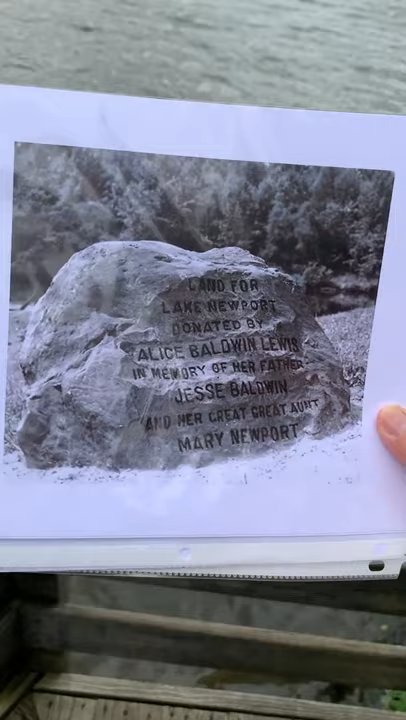 LAND FOR
LAKE NEWPORT
DONATED BY
ALICE BALDWIN LEWIS
IN MEMORY OF HER FATHER
JESSE BALDWIN
AND HER GREAT GREAT AUNT
MARY NEWPORT